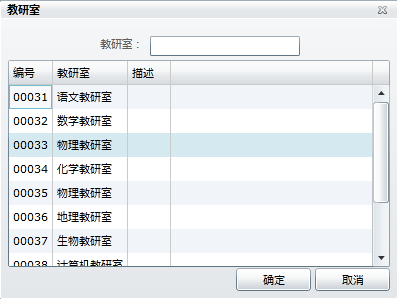 教研室
教研室：
编号 教研室 描述
00031 语文教研室
00032 数学教研室
00033 物理教研室
00034 化学教研室
00035 物理教研室
00036 地理教研室
00037 生物教研室
00038 计算机教研室
确定 取消